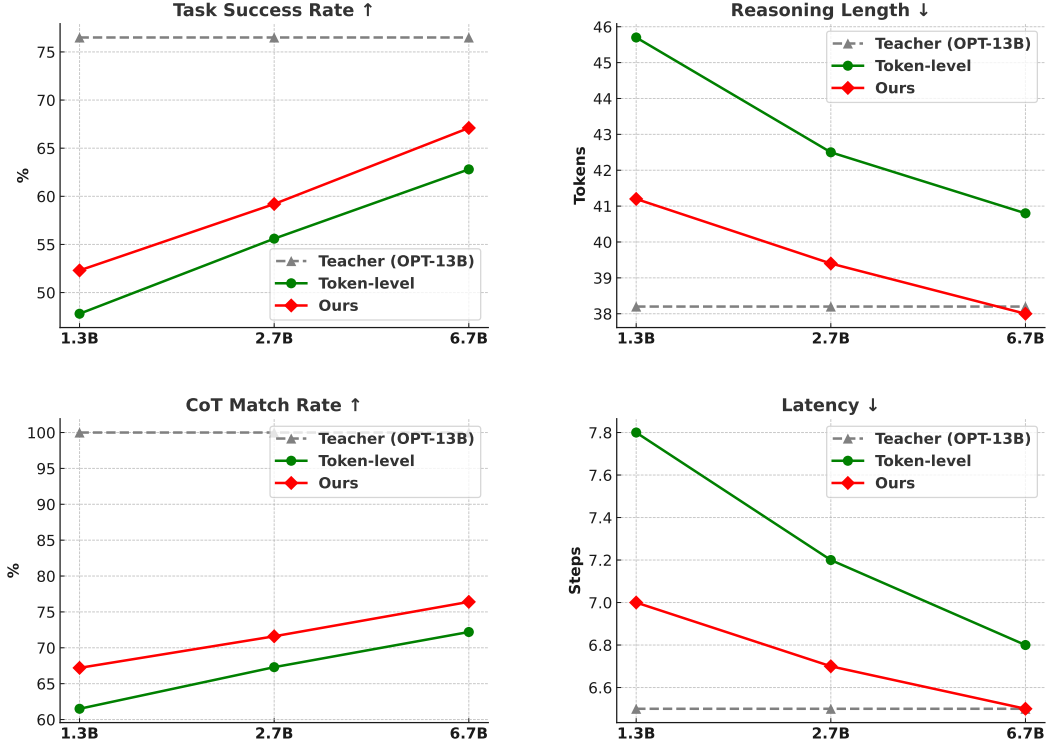 Task Success Rate ↑
75
70
65
60
55
50
%
Teacher (OPT-13B)
Token-level
Ours
1.3B 2.7B 6.7B
Reasoning Length ↓
46
45
44
43
42
41
40
39
38
Tokens
Teacher (OPT-13B)
Token-level
Ours
1.3B 2.7B 6.7B
CoT Match Rate ↑
100
95
90
85
80
75
70
65
60
%
Teacher (OPT-13B)
Token-level
Ours
1.3B 2.7B 6.7B
Latency ↓
7.8
7.6
7.4
7.2
7.0
6.8
6.6
Steps
Teacher (OPT-13B)
Token-level
Ours
1.3B 2.7B 6.7B